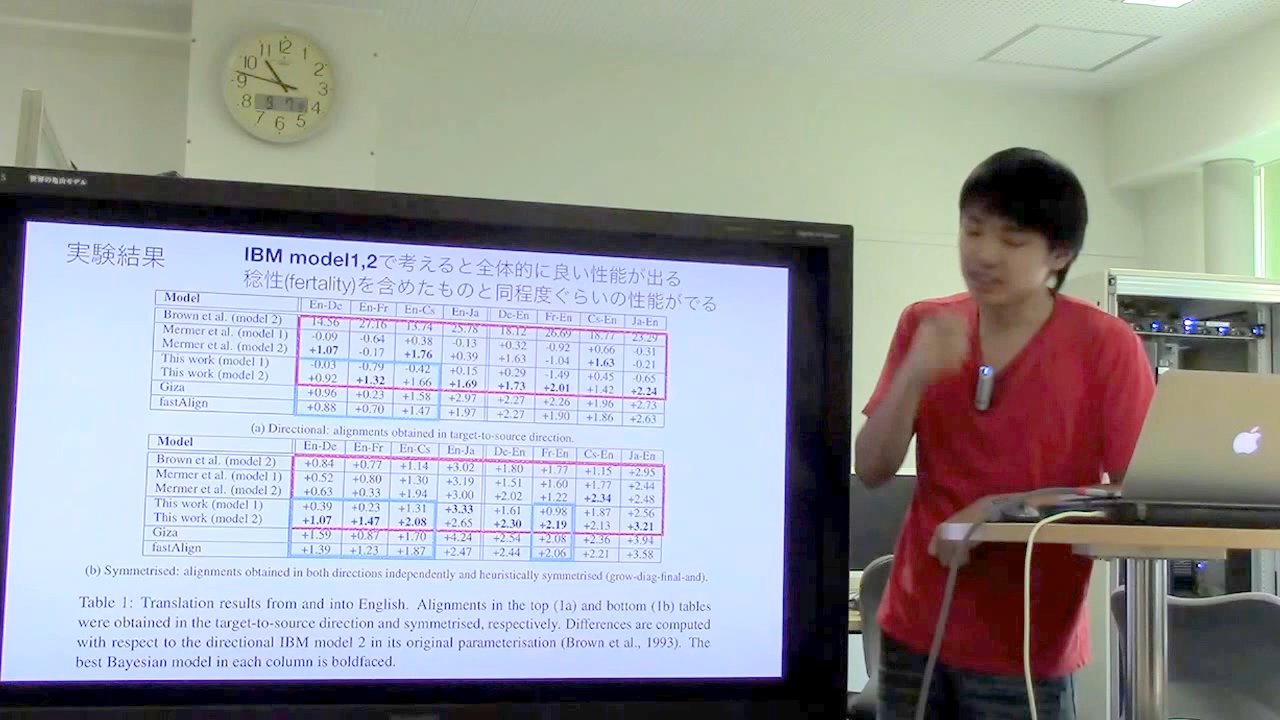 11 12 1
10 2
9 3
8 4
7 6 5
世界の亀山モデル
実験結果
IBM model1,2で考えると全体的に良い性能が出る
稔性(fertality)を含めたものと同程度ぐらいの性能がでる
Model En-De En-Fr En-Cs En-Ja De-En Fr-En Cs-En Ja-En
Brown et al. (model 2) 14.56 27.16 13.74 25.78 18.12 26.69 18.77 23.29
Mermer et al. (model 1) -0.09 -0.64 +0.38 -0.13 +0.32 -0.92 +0.66 -0.31
Mermer et al. (model 2) +1.07 -0.17 +1.76 +0.39 +1.63 -1.04 +1.63 -0.21
This work (model 1) -0.03 -0.79 -0.42 +0.15 +0.29 -1.49 +0.45 -0.65
This work (model 2) +0.92 +1.32 +1.66 +1.69 +1.73 +2.01 +1.42 +2.24
Giza +0.96 +0.23 +1.58 +2.97 +2.27 +2.26 +1.96 +2.73
fastAlign +0.88 +0.70 +1.47 +1.97 +2.27 +1.90 +1.86 +2.63
(a) Directional: alignments obtained in target-to-source direction.
Model En-De En-Fr En-Cs En-Ja De-En Fr-En Cs-En Ja-En
Brown et al. (model 2) +0.84 +0.77 +1.14 +3.02 +1.80 +1.77 +1.15 +2.95
Mermer et al. (model 1) +0.52 +0.80 +1.30 +3.19 +1.51 +1.60 +1.77 +2.44
Mermer et al. (model 2) +0.63 +0.33 +1.94 +3.00 +2.02 +1.22 +2.34 +2.48
This work (model 1) +0.39 +0.23 +1.31 +3.33 +1.61 +0.98 +1.87 +2.56
This work (model 2) +1.07 +1.47 +2.08 +2.65 +2.30 +2.19 +2.13 +3.21
Giza +1.59 +0.87 +1.70 +4.24 +2.54 +2.08 +2.36 +3.94
fastAlign +1.39 +1.23 +1.87 +2.47 +2.44 +2.06 +2.21 +3.58
(b) Symmetrised: alignments obtained in both directions independently and heuristically symmetrised (grow-diag-final-and).
Table 1: Translation results from and into English. Alignments in the top (1a) and bottom (1b) tables
were obtained in the target-to-source direction and symmetrised, respectively. Differences are computed
with respect to the directional IBM model 2 in its original parameterisation (Brown et al., 1993). The
best Bayesian model in each column is boldfaced.